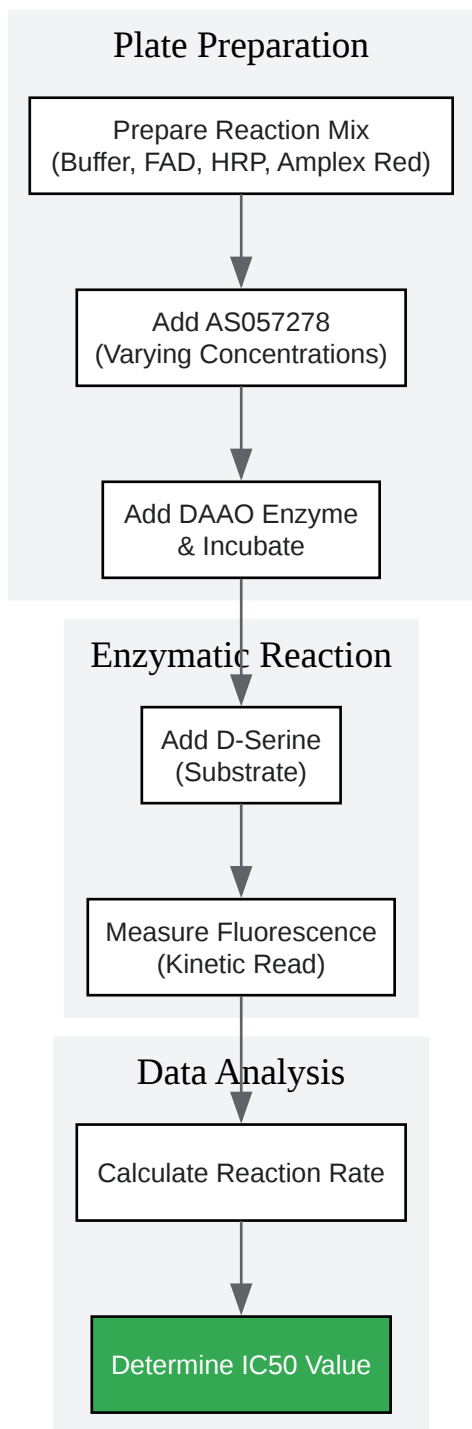 Plate Preparation
Prepare Reaction Mix
(Buffer, FAD, HRP, Amplex Red)
Add AS057278
(Varying Concentrations)
Add DAAO Enzyme
& Incubate
Enzymatic Reaction
Add D-Serine
(Substrate)
Measure Fluorescence
(Kinetic Read)
Data Analysis
Calculate Reaction Rate
Determine IC50 Value